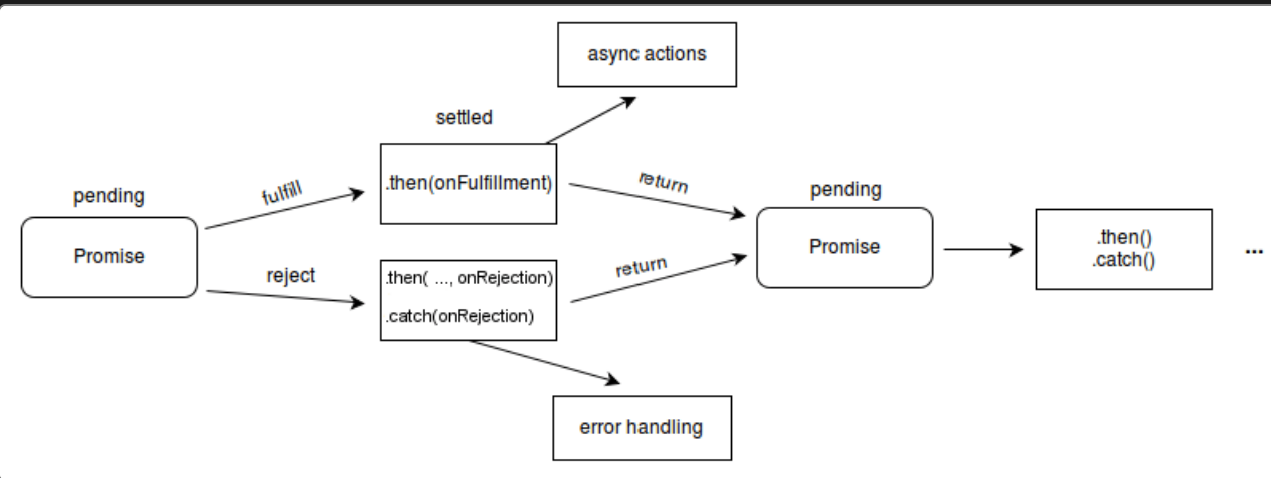 async actions
settled
pending
fulfill
.then(onFulfillment)
return
pending
Promise
reject
.then( ..., onRejection)
.catch(onRejection)
return
Promise
.then()
.catch()
...
error handling